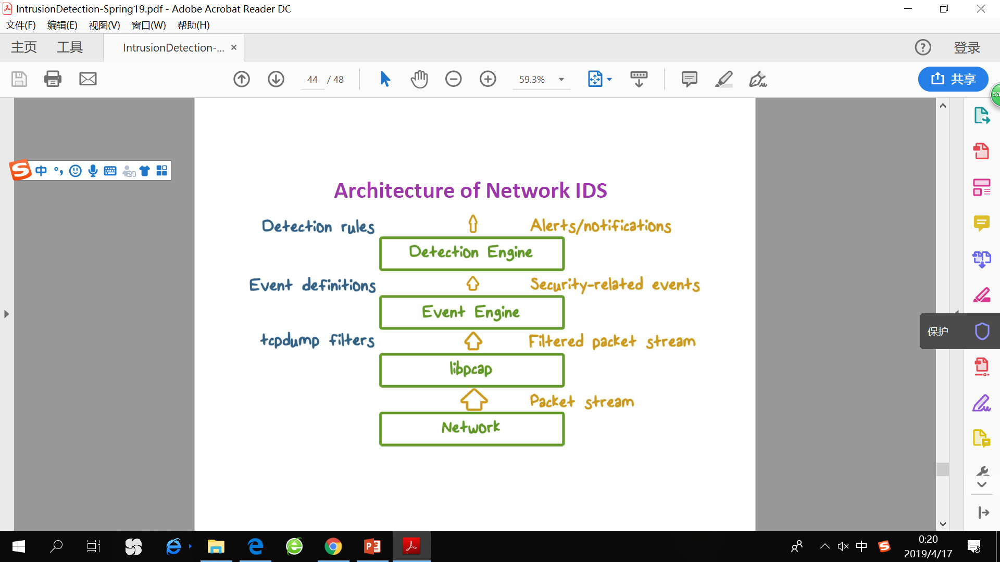 IntrusionDetection-Spring19.pdf - Adobe Acrobat Reader DC
文件(F) 编辑(E) 视图(V) 窗口(W) 帮助(H)
主页 工具 IntrusionDetection-... × 登录
44 / 48 59.3% 共享
53
中
Architecture of Network IDS
Detection rules Alerts/notifications
Detection Engine
Event definitions Security-related events
Event Engine
保护
tcpdump filters Filtered packet stream
libpcap
Packet stream
Network
中
0:20
2019/4/17